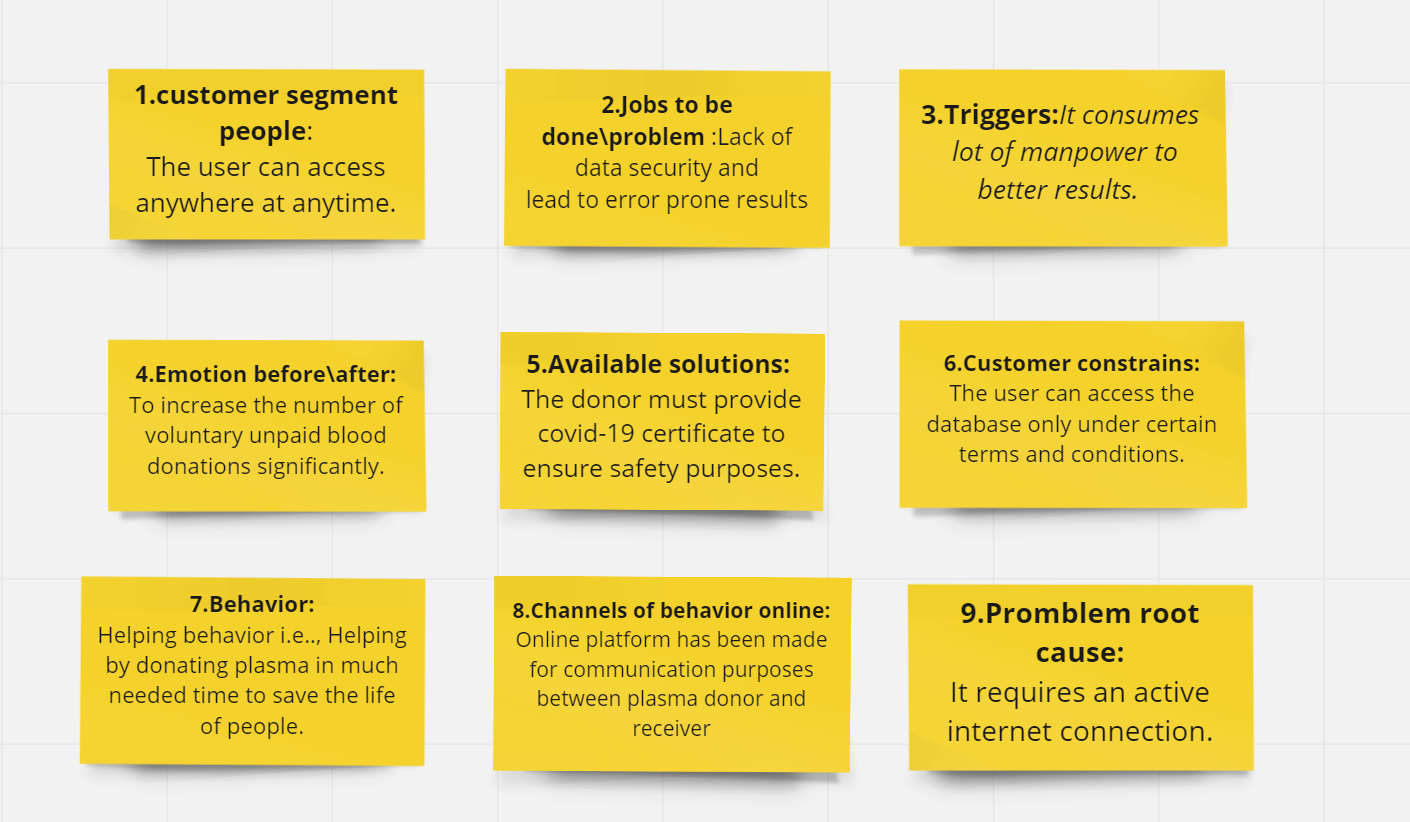 1.customer segment
people:
The user can access
anywhere at anytime.
2.Jobs to be
done\problem :Lack of
data security and
lead to error prone results
3.Triggers:It consumes
lot of manpower to
better results.
4.Emotion before\after:
To increase the number of
voluntary unpaid blood
donations significantly.
5.Available solutions:
The donor must provide
covid-19 certificate to
ensure safety purposes.
6.Customer constrains:
The user can access the
database only under certain
terms and conditions.
7.Behavior:
Helping behavior i.e.., Helping
by donating plasma in much
needed time to save the life
of people.
8.Channels of behavior online:
Online platform has been made
for communication purposes
between plasma donor and
receiver
9.Promblem root
cause:
It requires an active
internet connection.